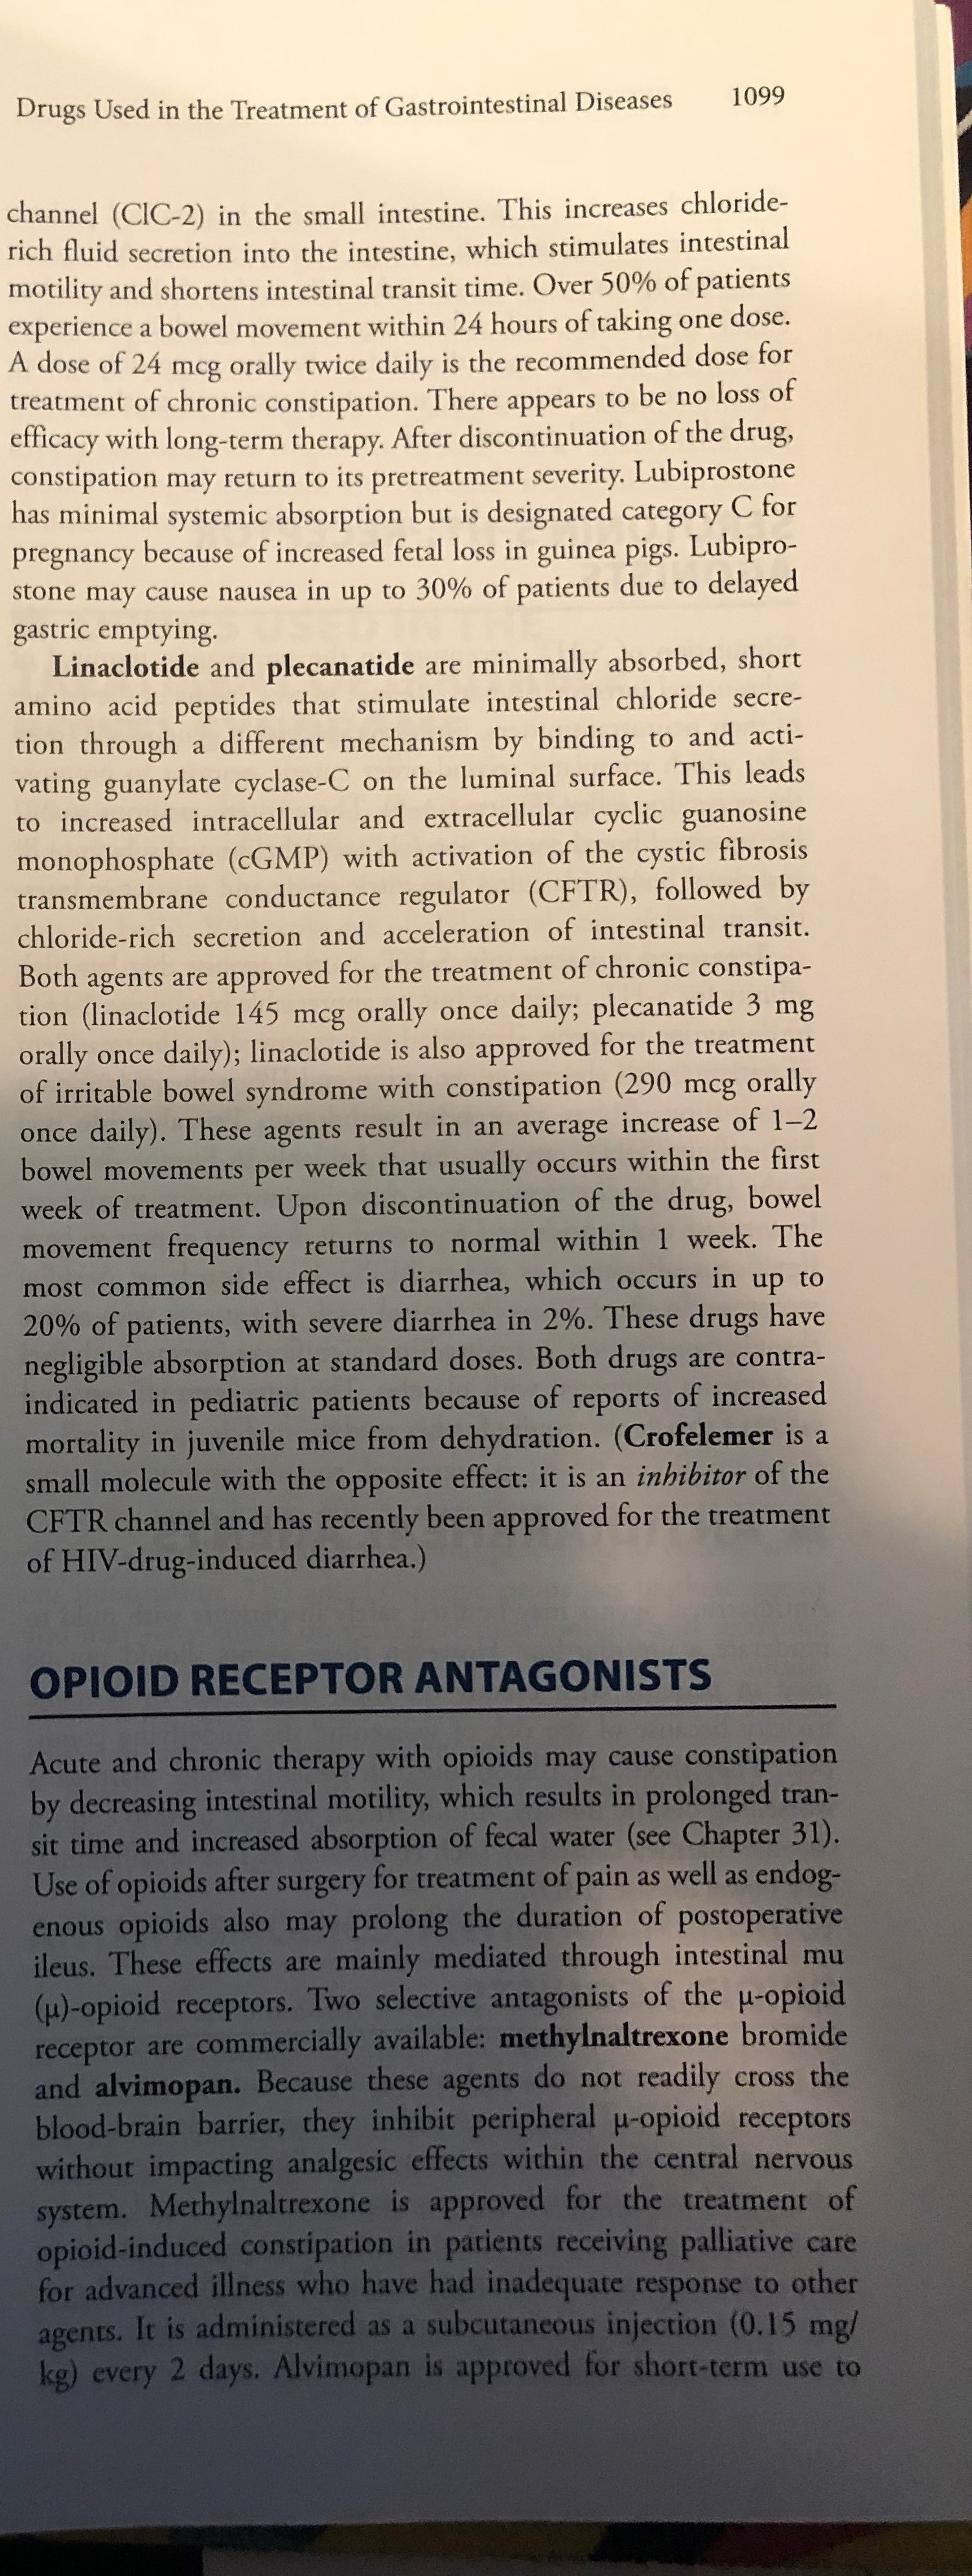 Drugs Used in the Treatment of Gastrointestinal Diseases 1099
channel (ClC-2) in the small intestine. This increases chloride-
rich fluid secretion into the intestine, which stimulates intestinal
motility and shortens intestinal transit time. Over 50% of patients
experience a bowel movement within 24 hours of taking one dose.
A dose of 24 mcg orally twice daily is the recommended dose for
treatment of chronic constipation. There appears to be no loss of
efficacy with long-term therapy. After discontinuation of the drug,
constipation may return to its pretreatment severity. Lubiprostone
has minimal systemic absorption but is designated category C for
pregnancy because of increased fetal loss in guinea pigs. Lubipro-
stone may cause nausea in up to 30% of patients due to delayed
gastric emptying.
Linaclotide and plecanatide are minimally absorbed, short
amino acid peptides that stimulate intestinal chloride secre-
tion through a different mechanism by binding to and acti-
vating guanylate cyclase-C on the luminal surface. This leads
to increased intracellular and extracellular cyclic guanosine
monophosphate (cGMP) with activation of the cystic fibrosis
transmembrane conductance regulator (CFTR), followed by
chloride-rich secretion and acceleration of intestinal transit.
Both agents are approved for the treatment of chronic constipa-
tion (linaclotide 145 mcg orally once daily; plecanatide 3 mg
orally once daily); linaclotide is also approved for the treatment
of irritable bowel syndrome with constipation (290 mcg orally
once daily). These agents result in an average increase of 1–2
bowel movements per week that usually occurs within the first
week of treatment. Upon discontinuation of the drug, bowel
movement frequency returns to normal within 1 week. The
most common side effect is diarrhea, which occurs in up to
20% of patients, with severe diarrhea in 2%. These drugs have
negligible absorption at standard doses. Both drugs are contra-
indicated in pediatric patients because of reports of increased
mortality in juvenile mice from dehydration. (Crofelemer is a
small molecule with the opposite effect: it is an inhibitor of the
CFTR channel and has recently been approved for the treatment
of HIV-drug-induced diarrhea.)
OPIOID RECEPTOR ANTAGONISTS
Acute and chronic therapy with opioids may cause constipation
by decreasing intestinal motility, which results in prolonged tran-
sit time and increased absorption of fecal water (see Chapter 31).
Use of opioids after surgery for treatment of pain as well as endog-
enous opioids also may prolong the duration of postoperative
ileus. These effects are mainly mediated through intestinal mu
(μ)-opioid receptors. Two selective antagonists of the μ-opioid
receptor are commercially available: methylnaltrexone bromide
and alvimopan. Because these agents do not readily cross the
blood-brain barrier, they inhibit peripheral μ-opioid receptors
without impacting analgesic effects within the central nervous
system. Methylnaltrexone is approved for the treatment of
opioid-induced constipation in patients receiving palliative care
for advanced illness who have had inadequate response to other
agents. It is administered as a subcutaneous injection (0.15 mg/
kg) every 2 days. Alvimopan is approved for short-term use to